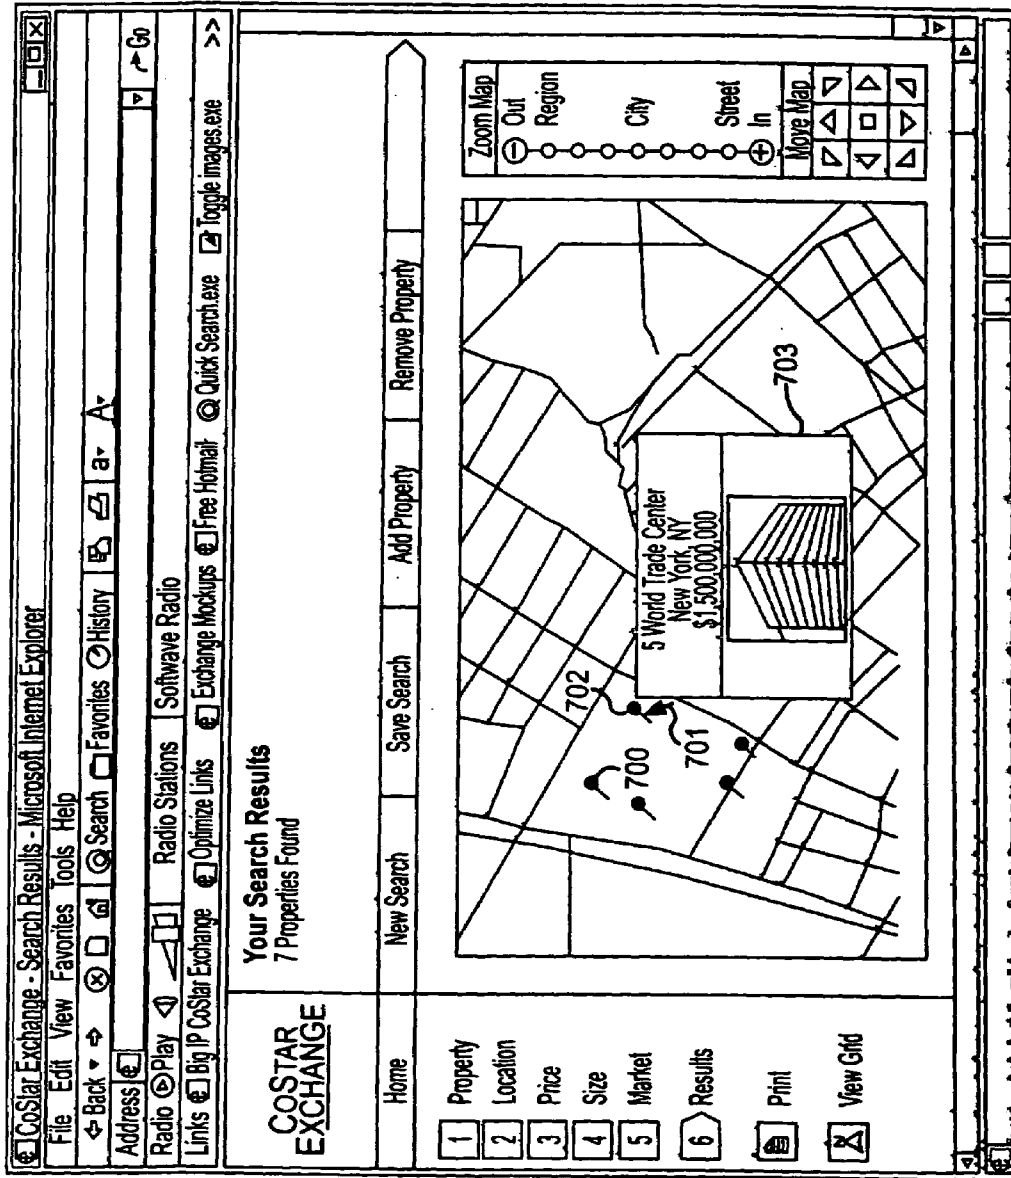 CoStar Exchange - Search Results - Microsoft Internet Explorer
File Edit View Favorites Tools Help
Back Search Favorites History a A
Address Go
Radio Play Radio Stations Softwave Radio
Links Big IP CoStar Exchange Optimize Links Exchange Mockups Free Hotmail Quick Search.exe Toggle images.exe >>
COSTAR
EXCHANGE
Your Search Results
7 Properties Found
Home New Search Save Search Add Property Remove Property
1 Property
2 Location
3 Price
4 Size
5 Market
6 Results
Print
View Grid
700
701
702
5 World Trade Center
New York, NY
$1,500,000,000
703
Zoom Map
Out
Region
City
Street
In
Move Map